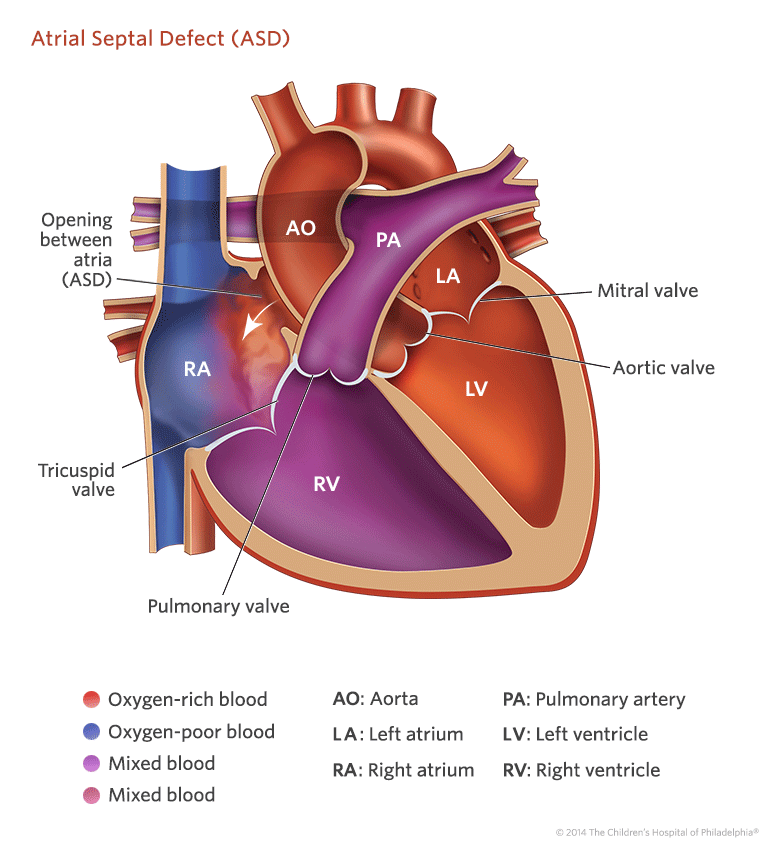 Atrial Septal Defect (ASD)
Opening
between
atria
(ASD)
AO
PA
LA
Mitral valve
RA
Aortic valve
LV
Tricuspid
valve
RV
Pulmonary valve
Oxygen-rich blood
Oxygen-poor blood
Mixed blood
Mixed blood
AO: Aorta
LA: Left atrium
RA: Right atrium
PA: Pulmonary artery
LV: Left ventricle
RV: Right ventricle
© 2014 The Children's Hospital of Philadelphia®